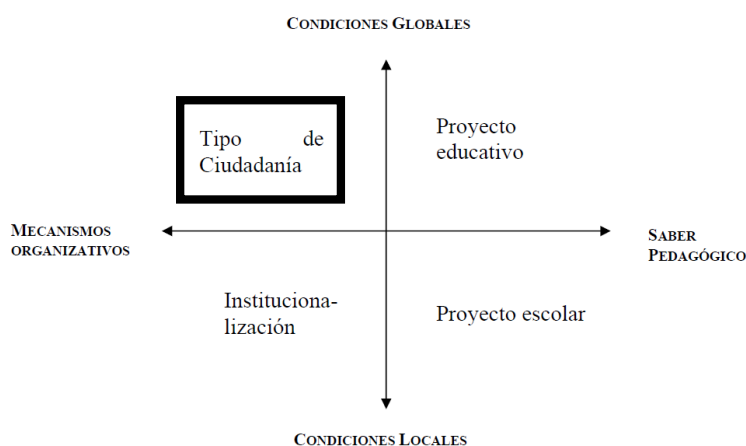 CONDICIONES GLOBALES
Tipo de
Ciudadanía
Proyecto
educativo
MECANISMOS
ORGANIZATIVOS
SABER
PEDAGÓGICO
Instituciona-
lización
Proyecto escolar
CONDICIONES LOCALES